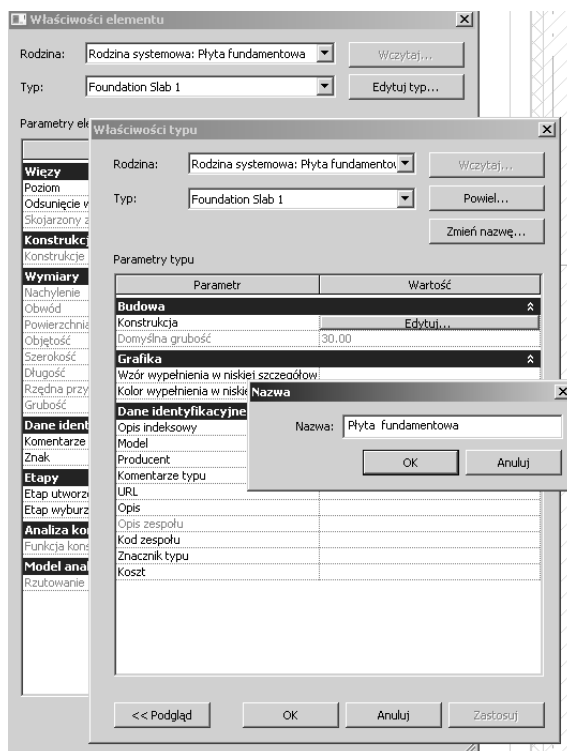 Właściwości elementu
Rodzina: Rodzina systemowa: Płyta fundamentowa Wczytaj...
Typ: Foundation Slab 1 Edytuj typ...
Parametry ele
Więzy
Poziom
Odsunięcie w
Skojarzony z
Konstrukcj
Konstrukcje
Wymiary
Nachylenie
Obwód
Powierzchnia
Objętość
Szerokość
Długość
Rzędna przy
Grubość
Dane ident
Komentarze
Znak
Etapy
Etap utworze
Etap wyburz
Analiza kon
Funkcja kons
Model anal
Rzutowanie
Właściwości typu
Rodzina: Rodzina systemowa: Płyta fundamentov Wczytaj...
Typ: Foundation Slab 1 Powiel...
Zmień nazwę...
Parametry typu
Parametr Wartość
Budowa
Konstrukcja Edytuj...
Domyślna grubość 30.00
Grafika
Wzór wypełnienia w niskiej szczegółow
Kolor wypełnienia w niskie
Dane identyfikacyjne
Opis indeksowy
Model
Producent
Komentarze typu
URL
Opis
Opis zespołu
Kod zespołu
Znacznik typu
Koszt
<< Podgląd OK Anuluj Zastosuj
Nazwa
Nazwa: Płyta fundamentowa
OK Anuluj